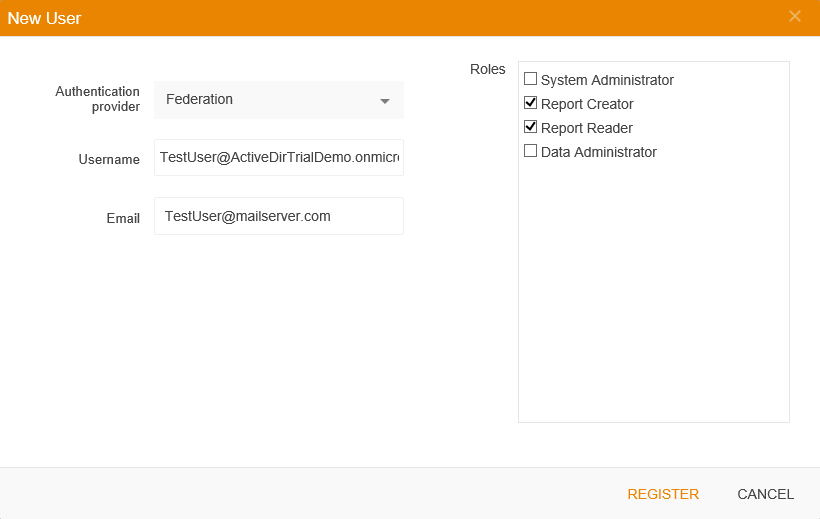 New User
Authentication
provider
Federation
Username
TestUser@ActiveDirTrialDemo.onmicr
Email
TestUser@mailserver.com
Roles
System Administrator
Report Creator
Report Reader
Data Administrator
REGISTER
CANCEL